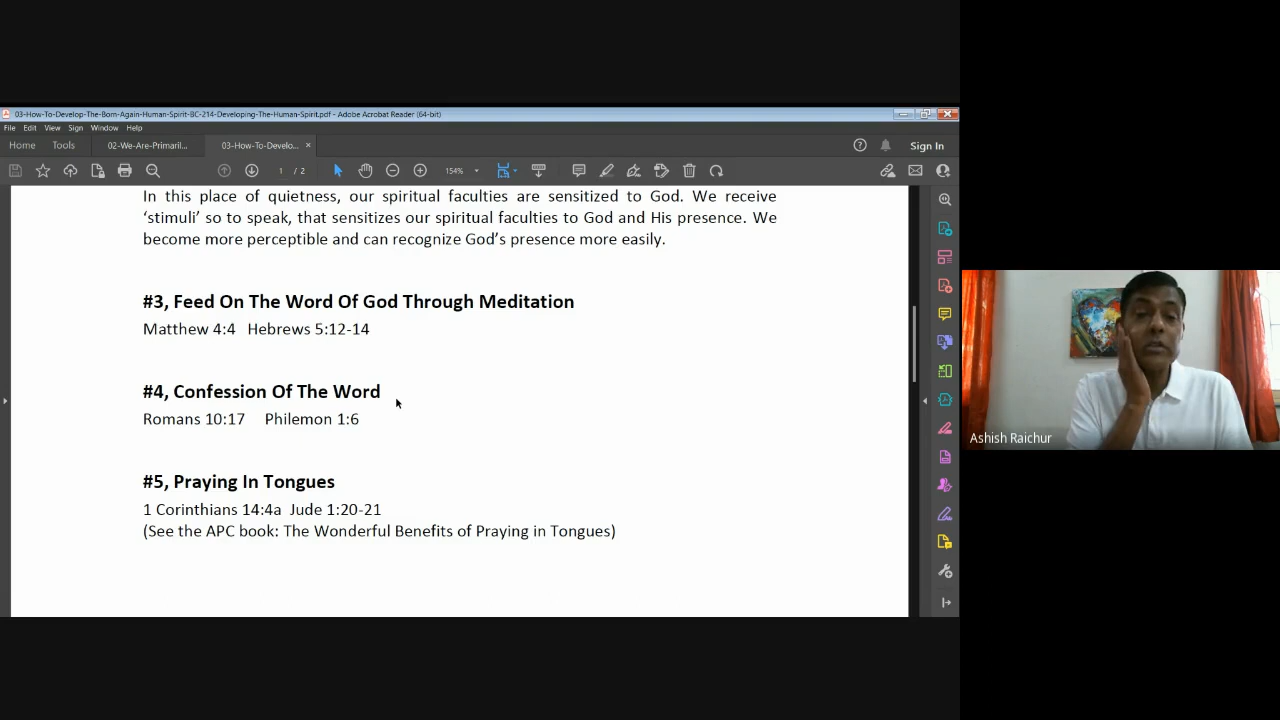 03-How-To-Develop-The-Born-Again-Human-Spirit-BC-214-Developing-The-Human-Spirit.pdf - Adobe Acrobat Reader (64-bit)
File Edit View Sign Window Help
Home Tools 02-We-Are-Primaril... 03-How-To-Develo... × Sign In
1 / 2 154%
In this place of quietness, our spiritual faculties are sensitized to God. We receive
‘stimuli’ so to speak, that sensitizes our spiritual faculties to God and His presence. We
become more perceptible and can recognize God’s presence more easily.
#3, Feed On The Word Of God Through Meditation
Matthew 4:4 Hebrews 5:12-14
#4, Confession Of The Word
Romans 10:17 Philemon 1:6
#5, Praying In Tongues
1 Corinthians 14:4a Jude 1:20-21
(See the APC book: The Wonderful Benefits of Praying in Tongues)
Ashish Raichur